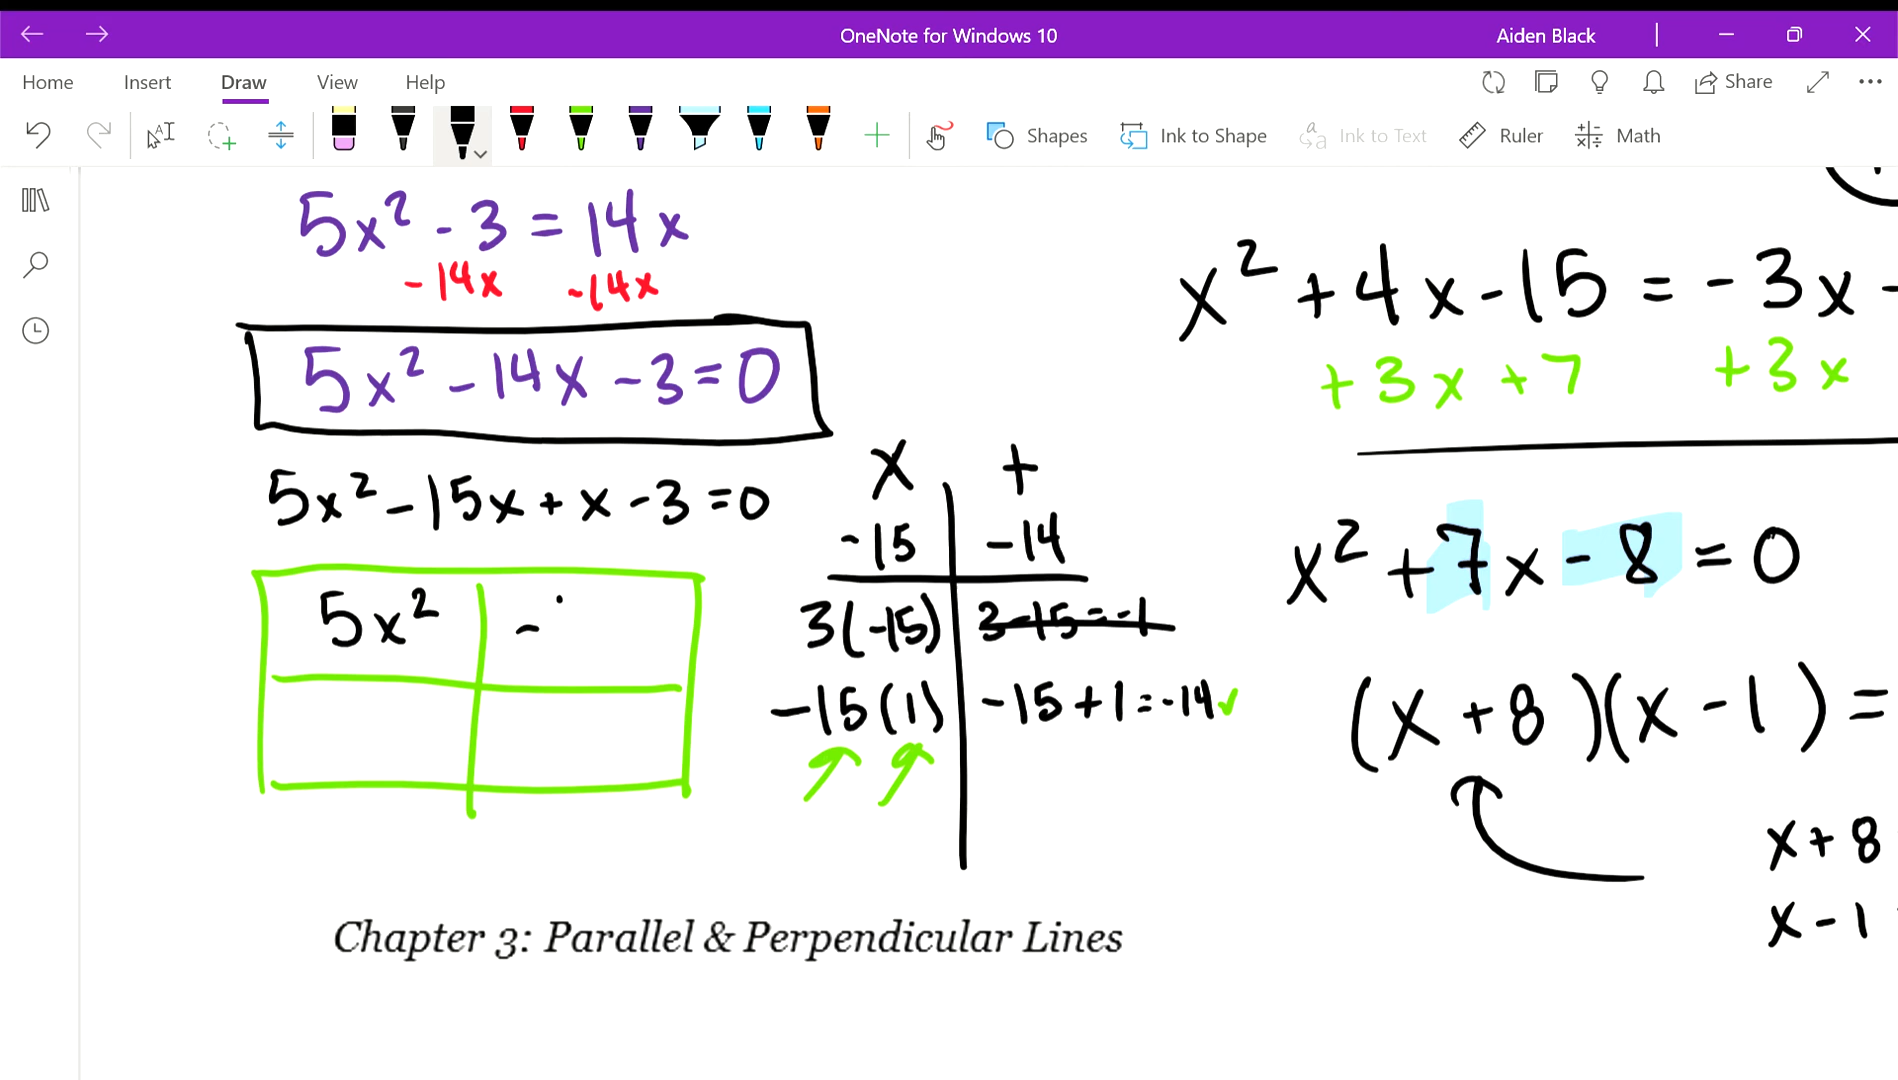 OneNote for Windows 10
Aiden Black
Home Insert Draw View Help
Share
Shapes Ink to Shape Ink to Text Ruler Math
5x² - 3 = 14x
-14x -14x
5x² - 14x - 3 = 0
5x² - 15x + x - 3 = 0
5x² -
x +
-15 -14
3(-15) 3-15=-1
-15(1) -15+1=-14✓
x² + 4x - 15 = -3x -
+3x +7 +3x
x² + 7x - 8 = 0
(x + 8)(x - 1) =
x + 8
x - 1
Chapter 3: Parallel & Perpendicular Lines